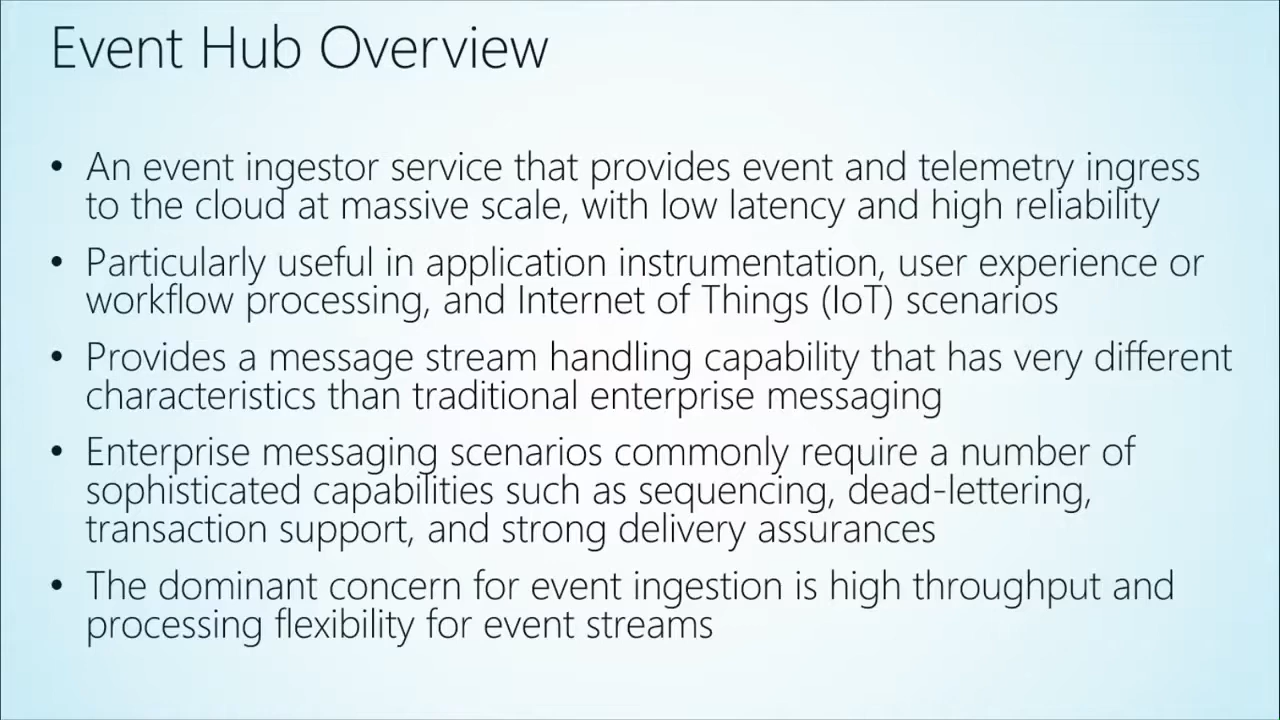 Event Hub Overview
• An event ingestor service that provides event and telemetry ingress
to the cloud at massive scale, with low latency and high reliability
• Particularly useful in application instrumentation, user experience or
workflow processing, and Internet of Things (IoT) scenarios
• Provides a message stream handling capability that has very different
characteristics than traditional enterprise messaging
• Enterprise messaging scenarios commonly require a number of
sophisticated capabilities such as sequencing, dead-lettering,
transaction support, and strong delivery assurances
• The dominant concern for event ingestion is high throughput and
processing flexibility for event streams